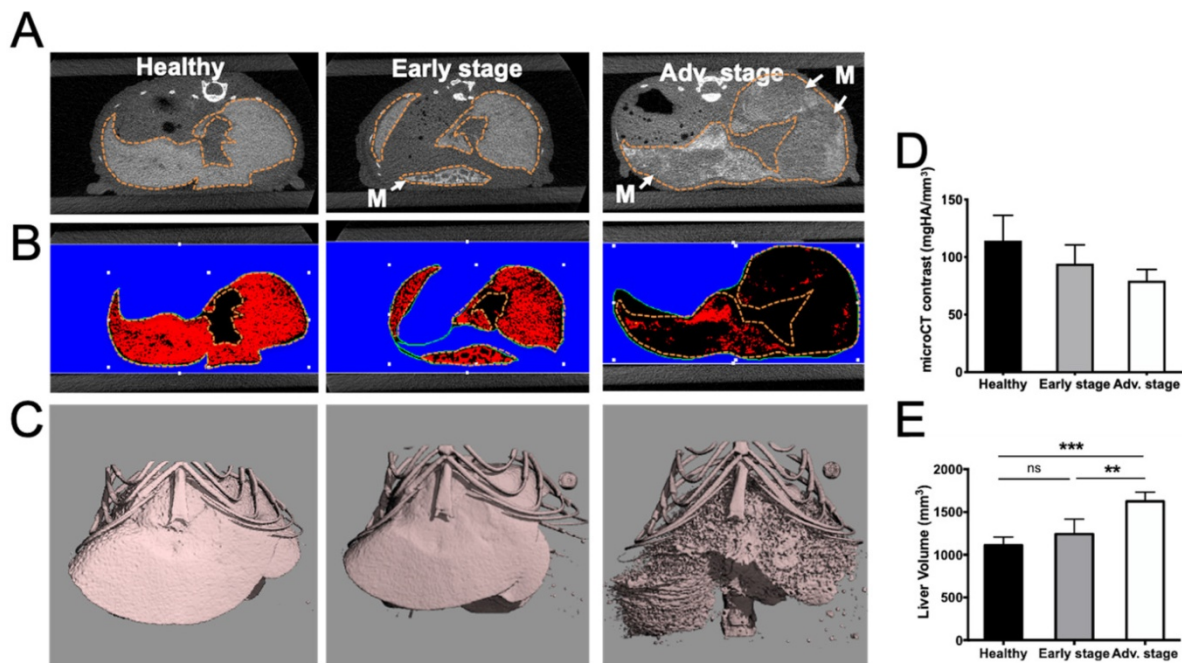 A
Healthy
Early stage
Adv. stage
M
M
M
M
B
C
D
microCT contrast (mgHA/mm³)
150
100
50
0
Healthy Early stage Adv. stage
E
***
ns
**
Liver Volume (mm³)
2000
1500
1000
500
0
Healthy Early stage Adv. stage